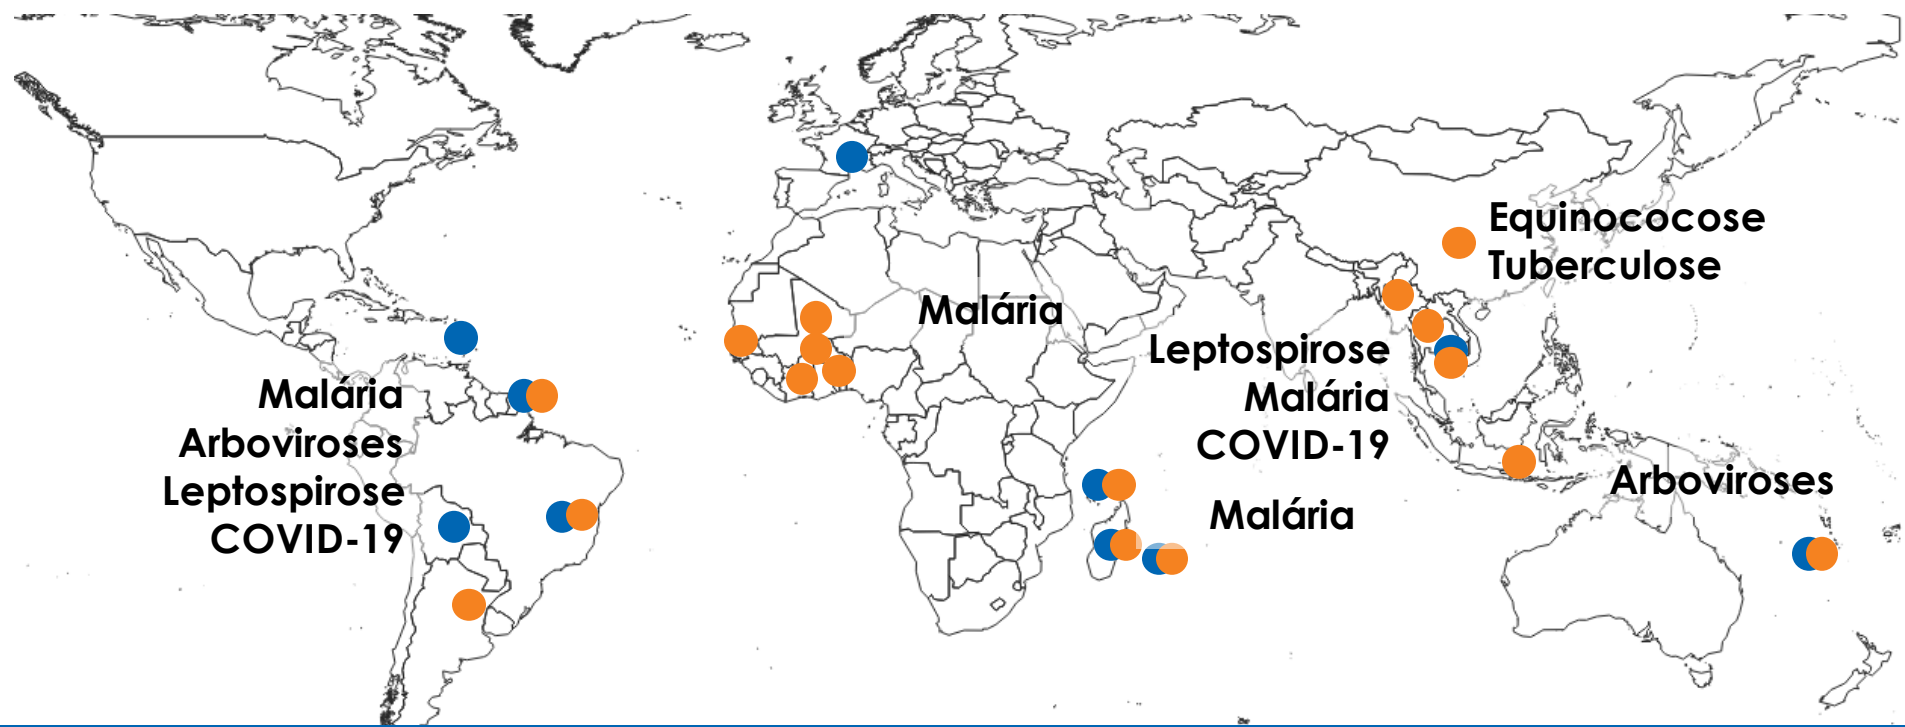 Malária
Arboviroses
Leptospirose
COVID-19
Malária
Leptospirose
Malária
COVID-19
Malária
Equinococose
Tuberculose
Arboviroses